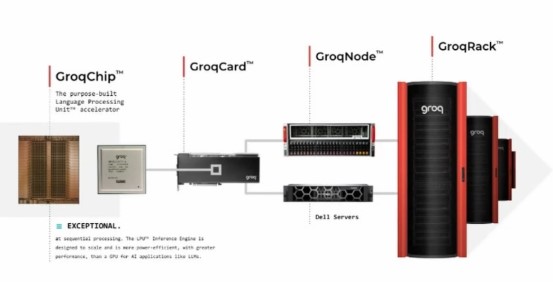 GroqChip™
The purpose-built
Language Processing
Unit™ accelerator
GroqCard™
GroqNode™
GroqRack™
groq
groq
groq
groq
Dell Servers
EXCEPTIONAL.
at sequential processing. The LPU™ Inference Engine is
designed to scale and is more power-efficient, with greater
performance, than a GPU for AI applications like LLMs.